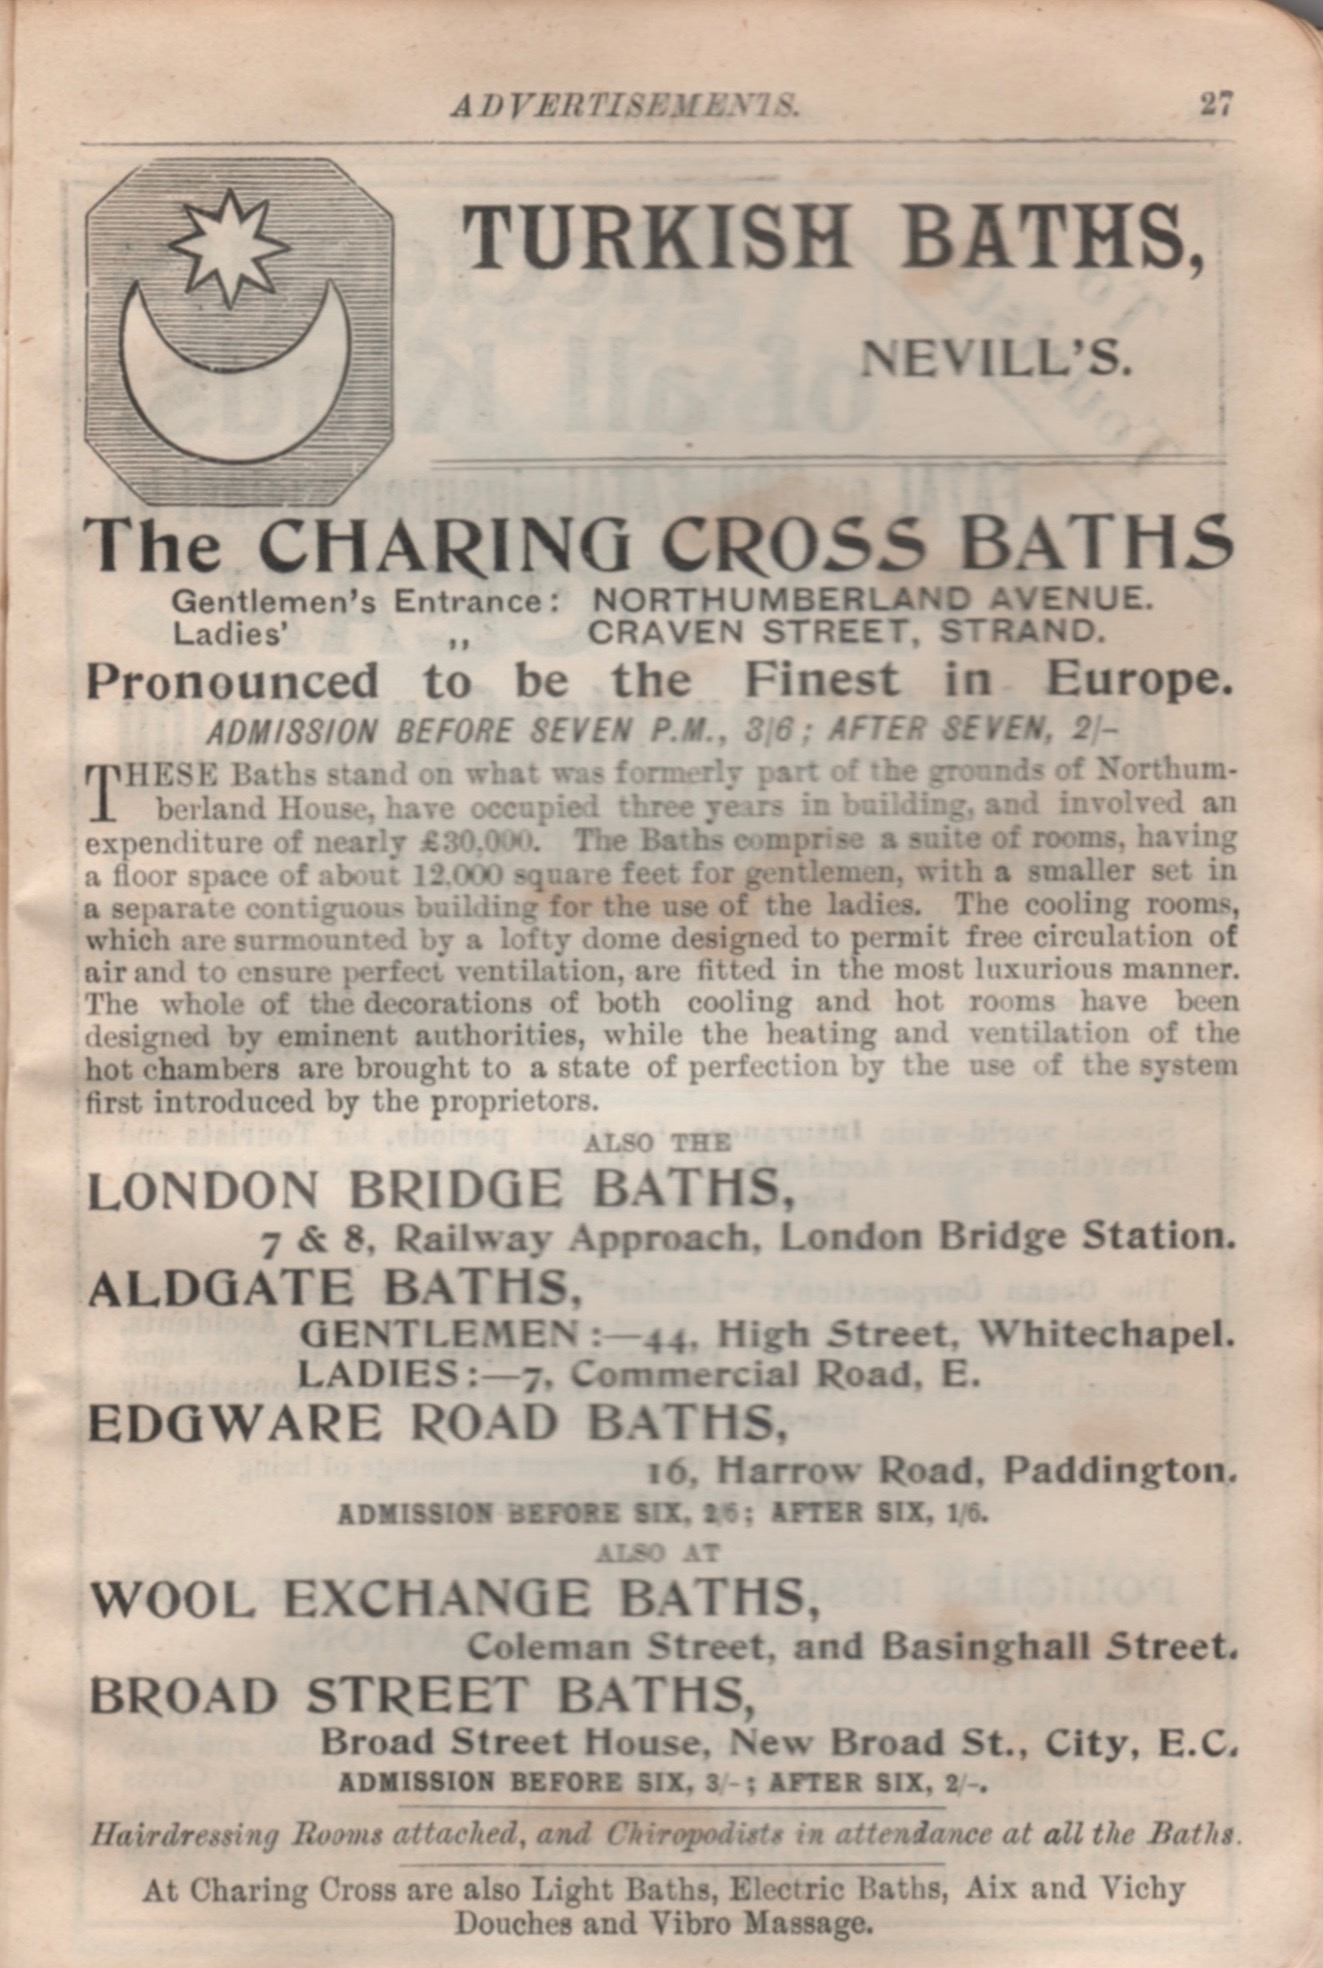 ADVERTISEMENTS.
27
TURKISH BATHS,
NEVILL'S.
The CHARING CROSS BATHS
Gentlemen's Entrance: NORTHUMBERLAND AVENUE.
Ladies' „ CRAVEN STREET, STRAND.
Pronounced to be the Finest in Europe.
ADMISSION BEFORE SEVEN P.M., 3/6; AFTER SEVEN, 2/-
THESE Baths stand on what was formerly part of the grounds of Northum-
berland House, have occupied three years in building, and involved an
expenditure of nearly £30,000. The Baths comprise a suite of rooms, having
a floor space of about 12,000 square feet for gentlemen, with a smaller set in
a separate contiguous building for the use of the ladies. The cooling rooms,
which are surmounted by a lofty dome designed to permit free circulation of
air and to ensure perfect ventilation, are fitted in the most luxurious manner.
The whole of the decorations of both cooling and hot rooms have been
designed by eminent authorities, while the heating and ventilation of the
hot chambers are brought to a state of perfection by the use of the system
first introduced by the proprietors.
ALSO THE
LONDON BRIDGE BATHS,
7 & 8, Railway Approach, London Bridge Station.
ALDGATE BATHS,
GENTLEMEN:—44, High Street, Whitechapel.
LADIES:—7, Commercial Road, E.
EDGWARE ROAD BATHS,
16, Harrow Road, Paddington.
ADMISSION BEFORE SIX, 2/6; AFTER SIX, 1/6.
ALSO AT
WOOL EXCHANGE BATHS,
Coleman Street, and Basinghall Street.
BROAD STREET BATHS,
Broad Street House, New Broad St., City, E.C.
ADMISSION BEFORE SIX, 3/-; AFTER SIX, 2/-.
Hairdressing Rooms attached, and Chiropodists in attendance at all the Baths.
At Charing Cross are also Light Baths, Electric Baths, Aix and Vichy
Douches and Vibro Massage.